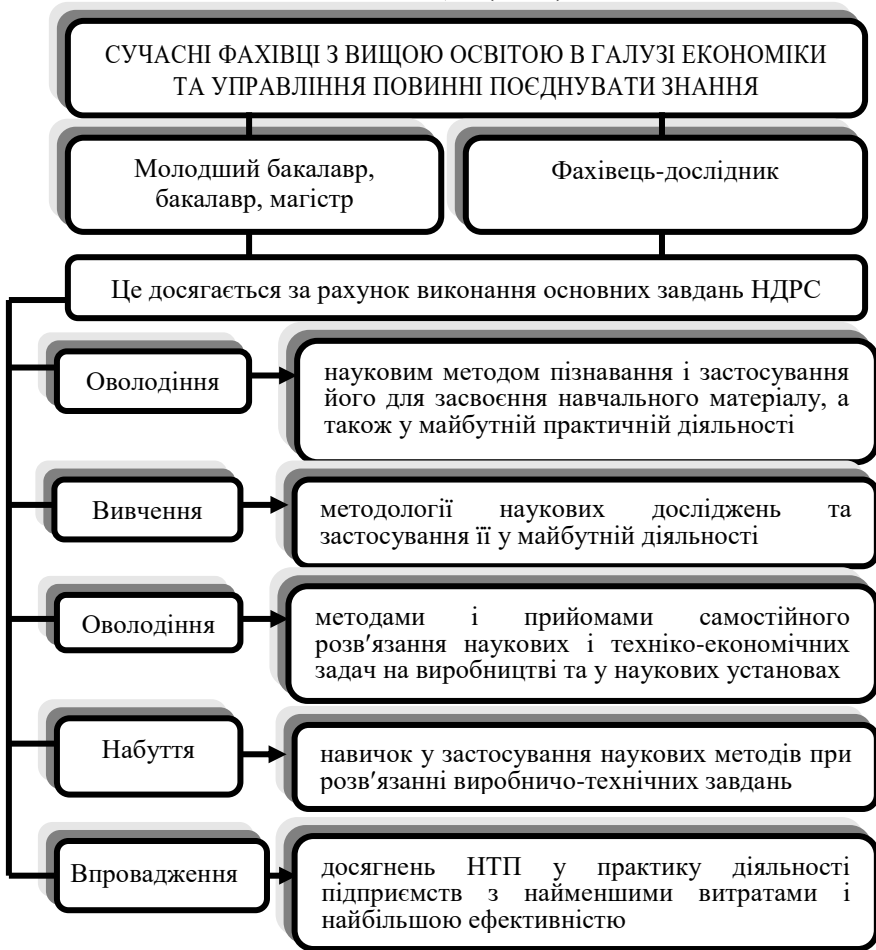 СУЧАСНІ ФАХІВЦІ З ВИЩОЮ ОСВІТОЮ В ГАЛУЗІ ЕКОНОМІКИ
ТА УПРАВЛІННЯ ПОВИННІ ПОЄДНУВАТИ ЗНАННЯ
Молодший бакалавр,
бакалавр, магістр
Фахівець-дослідник
Це досягається за рахунок виконання основних завдань НДРС
Оволодіння
науковим методом пізнавання і застосування
його для засвоєння навчального матеріалу, а
також у майбутній практичній діяльності
Вивчення
методології наукових досліджень та
застосування її у майбутній діяльності
Оволодіння
методами і прийомами самостійного
розв′язання наукових і техніко-економічних
задач на виробництві та у наукових установах
Набуття
навичок у застосування наукових методів при
розв′язанні виробничо-технічних завдань
Впровадження
досягнень НТП у практику діяльності
підприємств з найменшими витратами і
найбільшою ефективністю